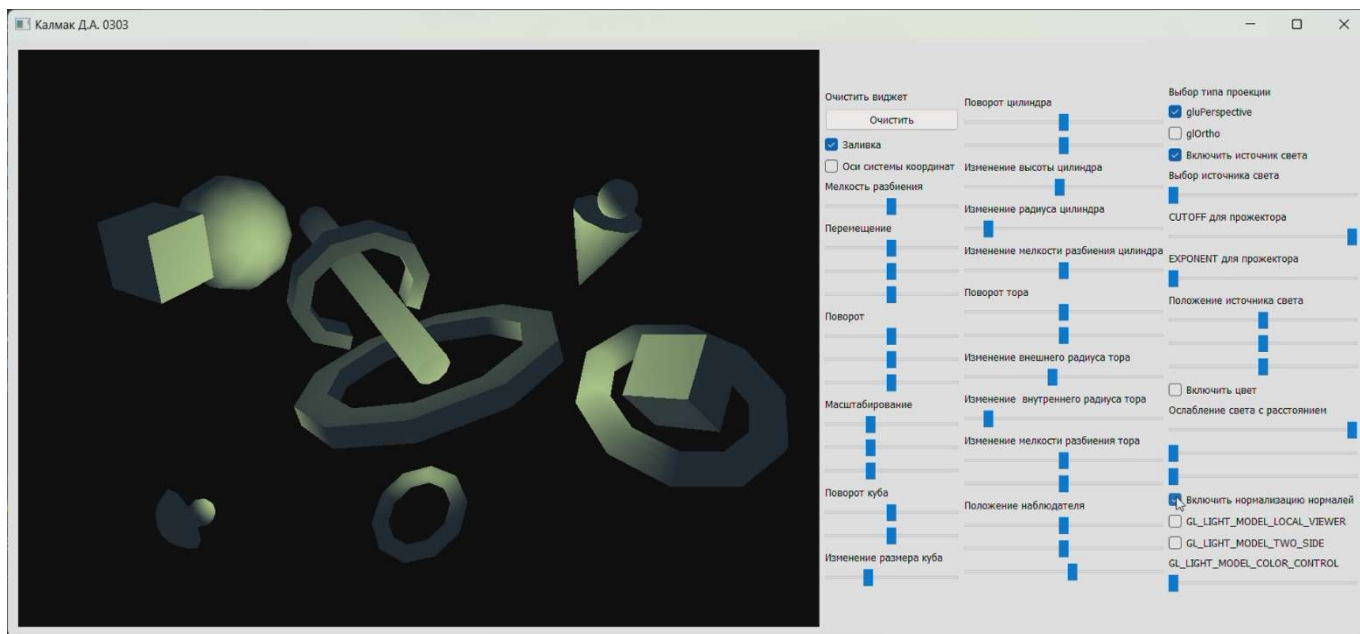 Калмак Д.А. 0303
Очистить виджет
Очистить
Заливка
Оси системы координат
Мелкость разбиения
Перемещение
Поворот
Масштабирование
Поворот куба
Изменение размера куба
Поворот цилиндра
Изменение высоты цилиндра
Изменение радиуса цилиндра
Изменение мелкости разбиения цилиндра
Поворот тора
Изменение внешнего радиуса тора
Изменение внутреннего радиуса тора
Изменение мелкости разбиения тора
Положение наблюдателя
Выбор типа проекции
gluPerspective
glOrtho
Включить источник света
Выбор источника света
CUTOFF для прожектора
EXPONENT для прожектора
Положение источника света
Включить цвет
Ослабление света с расстоянием
Включить нормализацию нормалей
GL_LIGHT_MODEL_LOCAL_VIEWER
GL_LIGHT_MODEL_TWO_SIDE
GL_LIGHT_MODEL_COLOR_CONTROL